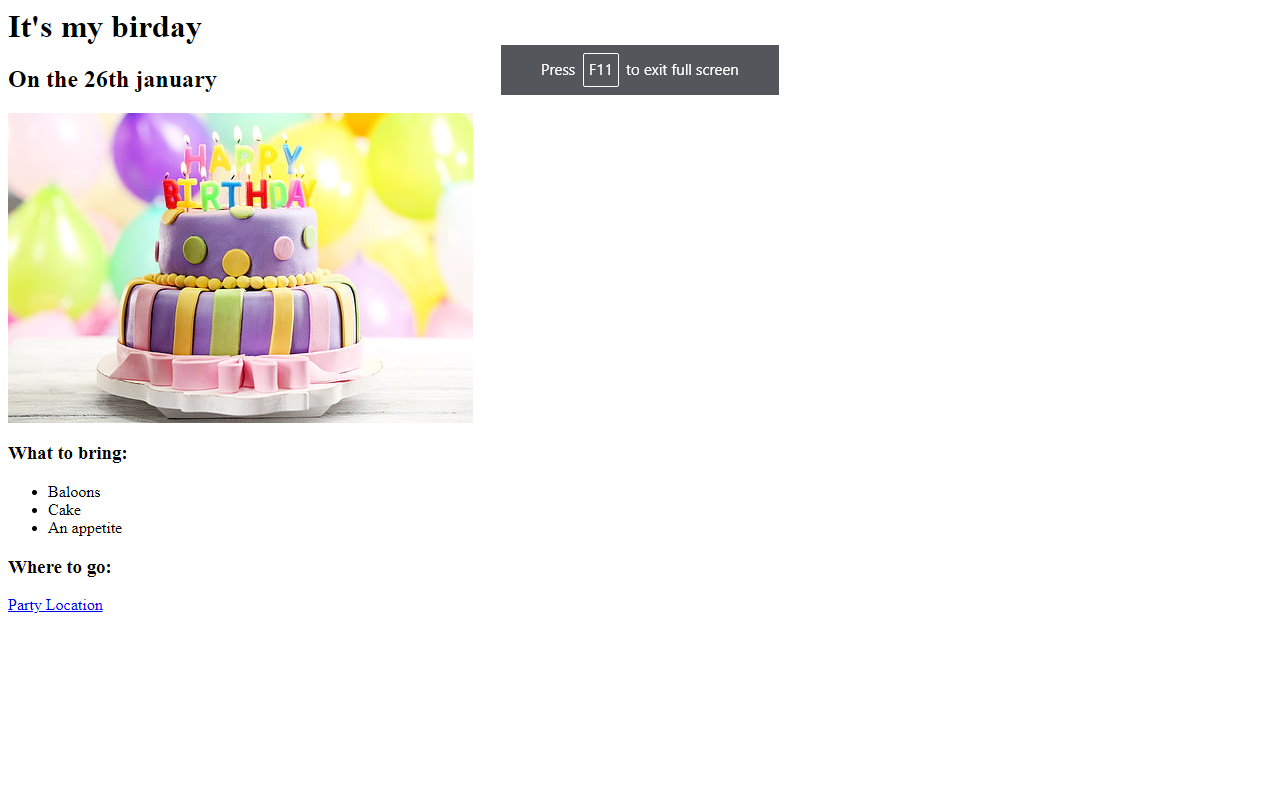 It's my birday
Press F11 to exit full screen
On the 26th january
HAPPY
BIRTHDAY
What to bring:
Baloons
Cake
An appetite
Where to go:
Party Location